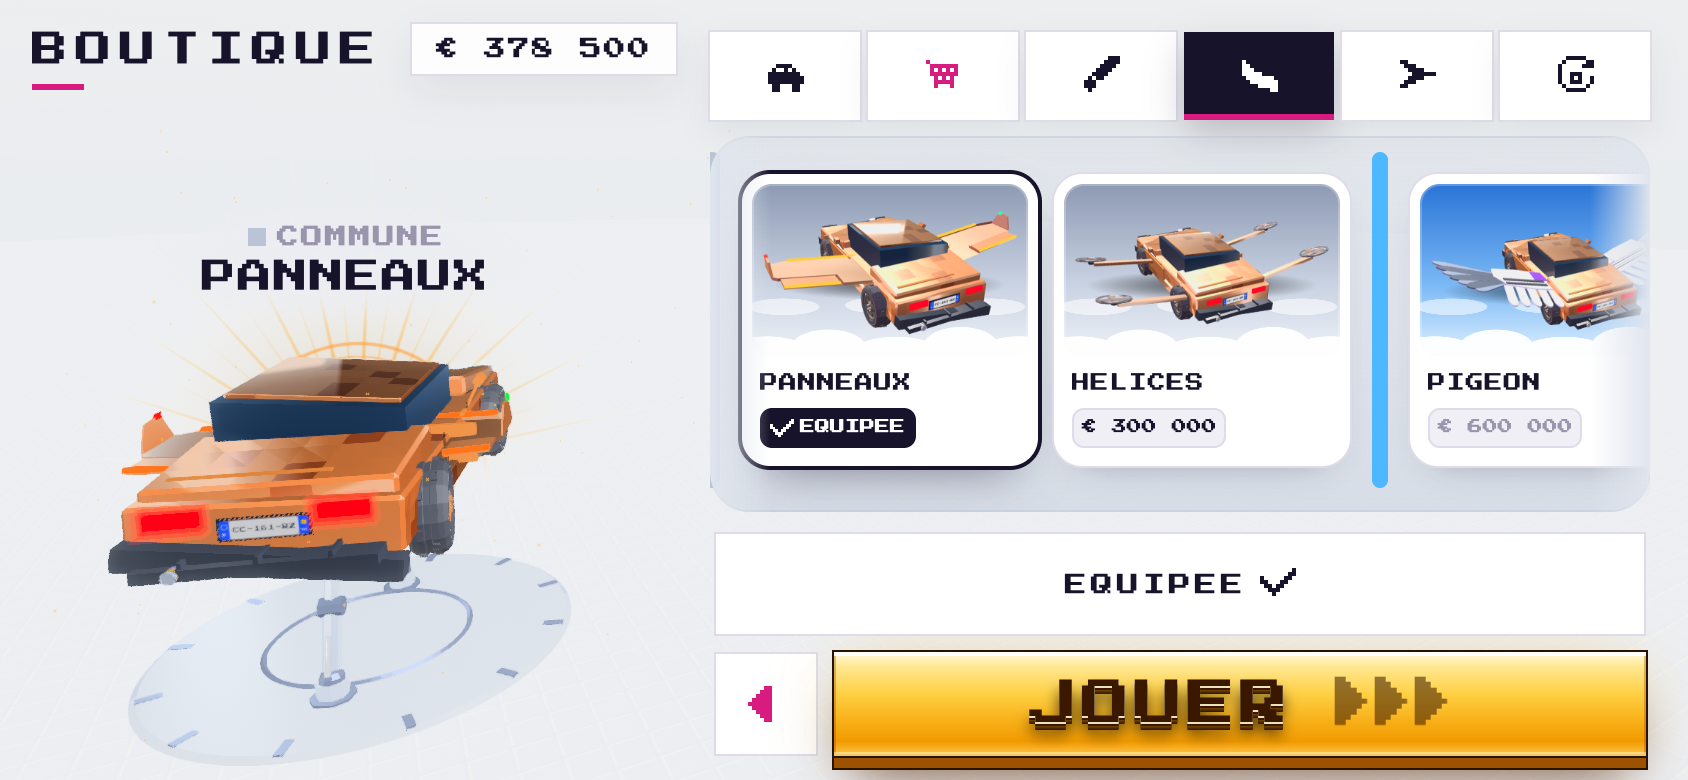 BOUTIQUE
€ 378 500
COMMUNE
PANNEAUX
PANNEAUX
EQUIPEE
HELICES
€ 300 000
PIGEON
€ 600 000
EQUIPEE
JOUER